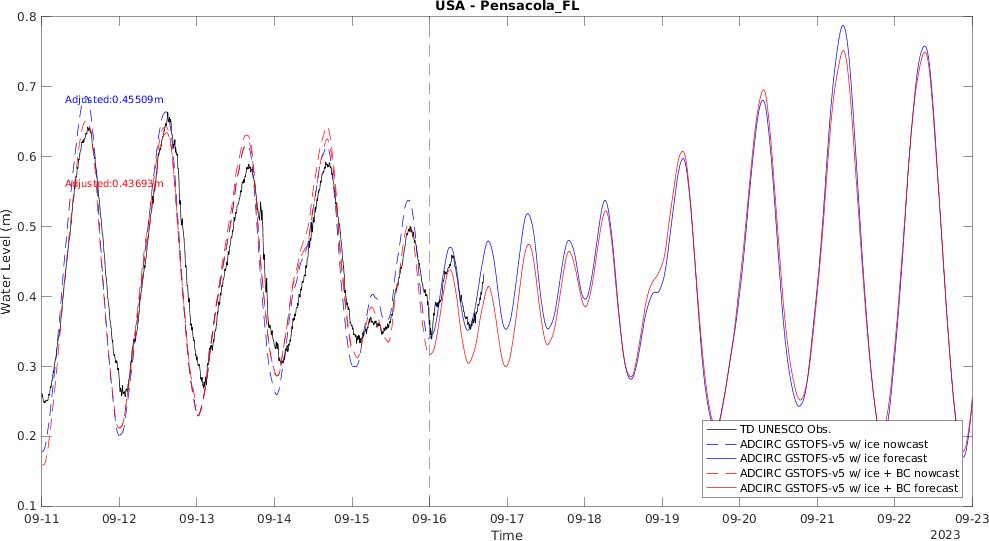 USA - Pensacola_FL
0.8
0.7
0.6
0.5
0.4
0.3
0.2
0.1
Water Level (m)
Adjusted:0.45509m
Adjusted:0.43693m
TD UNESCO Obs.
ADCIRC GSTOFS-v5 w/ ice nowcast
ADCIRC GSTOFS-v5 w/ ice forecast
ADCIRC GSTOFS-v5 w/ ice + BC nowcast
ADCIRC GSTOFS-v5 w/ ice + BC forecast
09-11 09-12 09-13 09-14 09-15 09-16 09-17 09-18 09-19 09-20 09-21 09-22 09-23
Time
2023